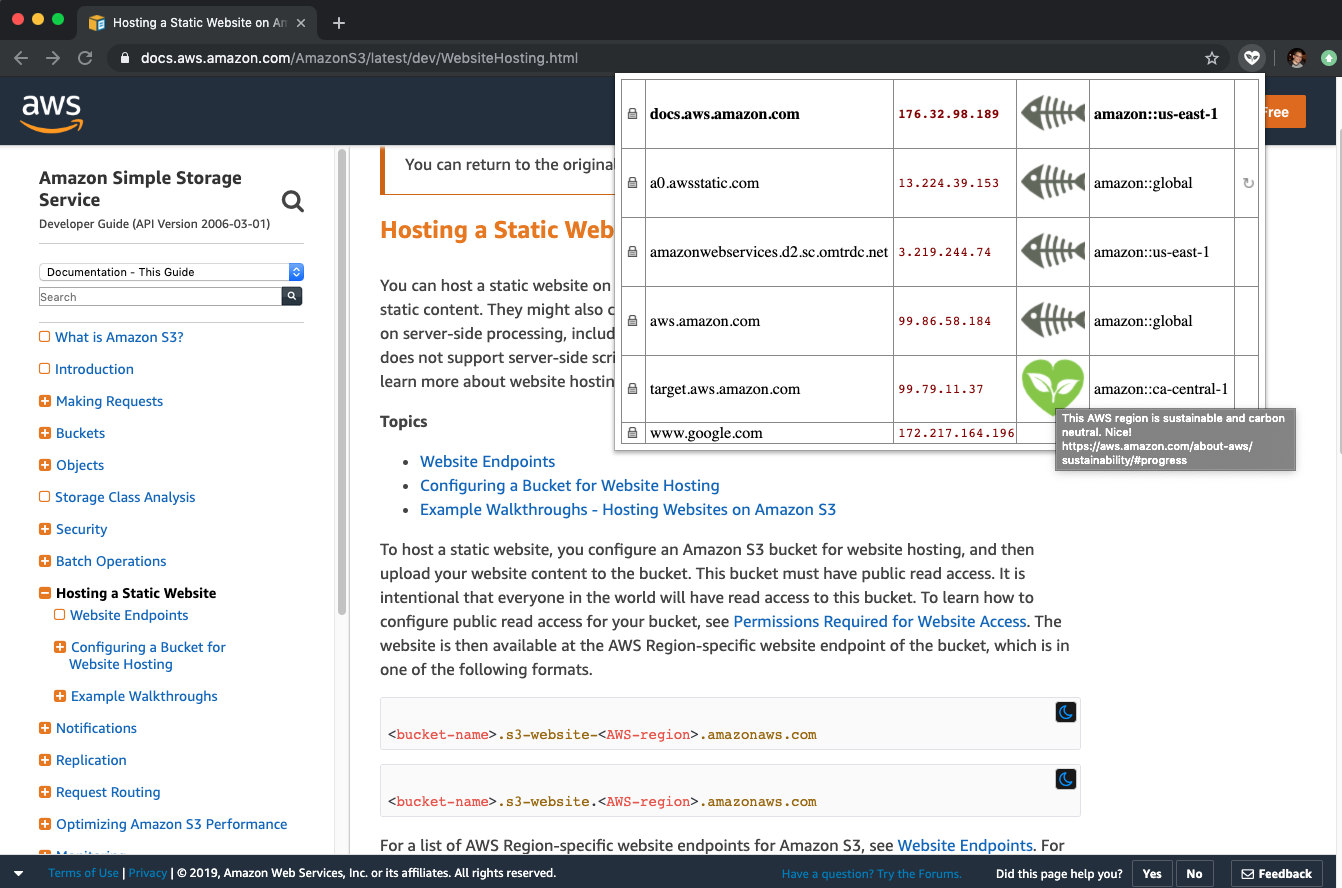 Hosting a Static Website on Am
docs.aws.amazon.com/AmazonS3/latest/dev/WebsiteHosting.html
aws
Free
docs.aws.amazon.com 176.32.98.189 amazon::us-east-1
a0.awsstatic.com 13.224.39.153 amazon::global
amazonwebservices.d2.sc.omtrdc.net 3.219.244.74 amazon::us-east-1
aws.amazon.com 99.86.58.184 amazon::global
target.aws.amazon.com 99.79.11.37 amazon::ca-central-1
www.google.com 172.217.164.196
This AWS region is sustainable and carbon
neutral. Nice!
https://aws.amazon.com/about-aws/
sustainability/#progress
Amazon Simple Storage
Service
Developer Guide (API Version 2006-03-01)
Documentation - This Guide
Search
What is Amazon S3?
Introduction
Making Requests
Buckets
Objects
Storage Class Analysis
Security
Batch Operations
Hosting a Static Website
Website Endpoints
Configuring a Bucket for
Website Hosting
Example Walkthroughs
Notifications
Replication
Request Routing
Optimizing Amazon S3 Performance
Monitoring
You can return to the original
Hosting a Static Web
You can host a static website on
static content. They might also c
on server-side processing, includ
does not support server-side scri
learn more about website hostin
Topics
Website Endpoints
Configuring a Bucket for Website Hosting
Example Walkthroughs - Hosting Websites on Amazon S3
To host a static website, you configure an Amazon S3 bucket for website hosting, and then
upload your website content to the bucket. This bucket must have public read access. It is
intentional that everyone in the world will have read access to this bucket. To learn how to
configure public read access for your bucket, see Permissions Required for Website Access. The
website is then available at the AWS Region-specific website endpoint of the bucket, which is in
one of the following formats.
<bucket-name>.s3-website-<AWS-region>.amazonaws.com
<bucket-name>.s3-website.<AWS-region>.amazonaws.com
For a list of AWS Region-specific website endpoints for Amazon S3, see Website Endpoints. For
Terms of Use | Privacy | © 2019, Amazon Web Services, Inc. or its affiliates. All rights reserved.
Have a question? Try the Forums.
Did this page help you?
Yes
No
Feedback